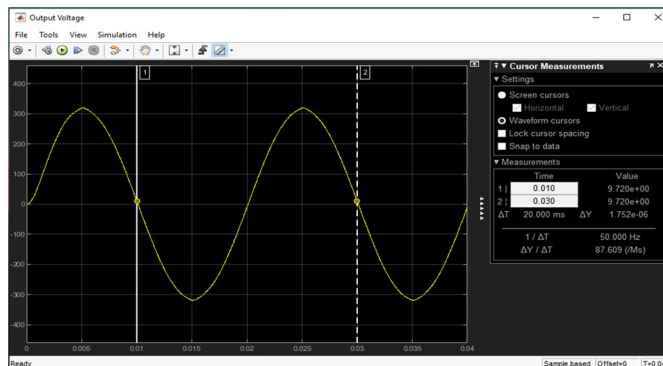 Output Voltage
File Tools View Simulation Help
1
2
400
300
200
100
0
-100
-200
-300
-400
0 0.005 0.01 0.015 0.02 0.025 0.03 0.035 0.04
Cursor Measurements
Settings
Screen cursors
Horizontal Vertical
Waveform cursors
Lock cursor spacing
Snap to data
Measurements
Time Value
1 | 0.010 9.720e+00
2 ¦ 0.030 9.720e+00
ΔT 20.000 ms ΔY 1.752e-06
1 / ΔT 50.000 Hz
ΔY / ΔT 87.609 (/Ms)
Ready
Sample based Offset=0 T=0.0